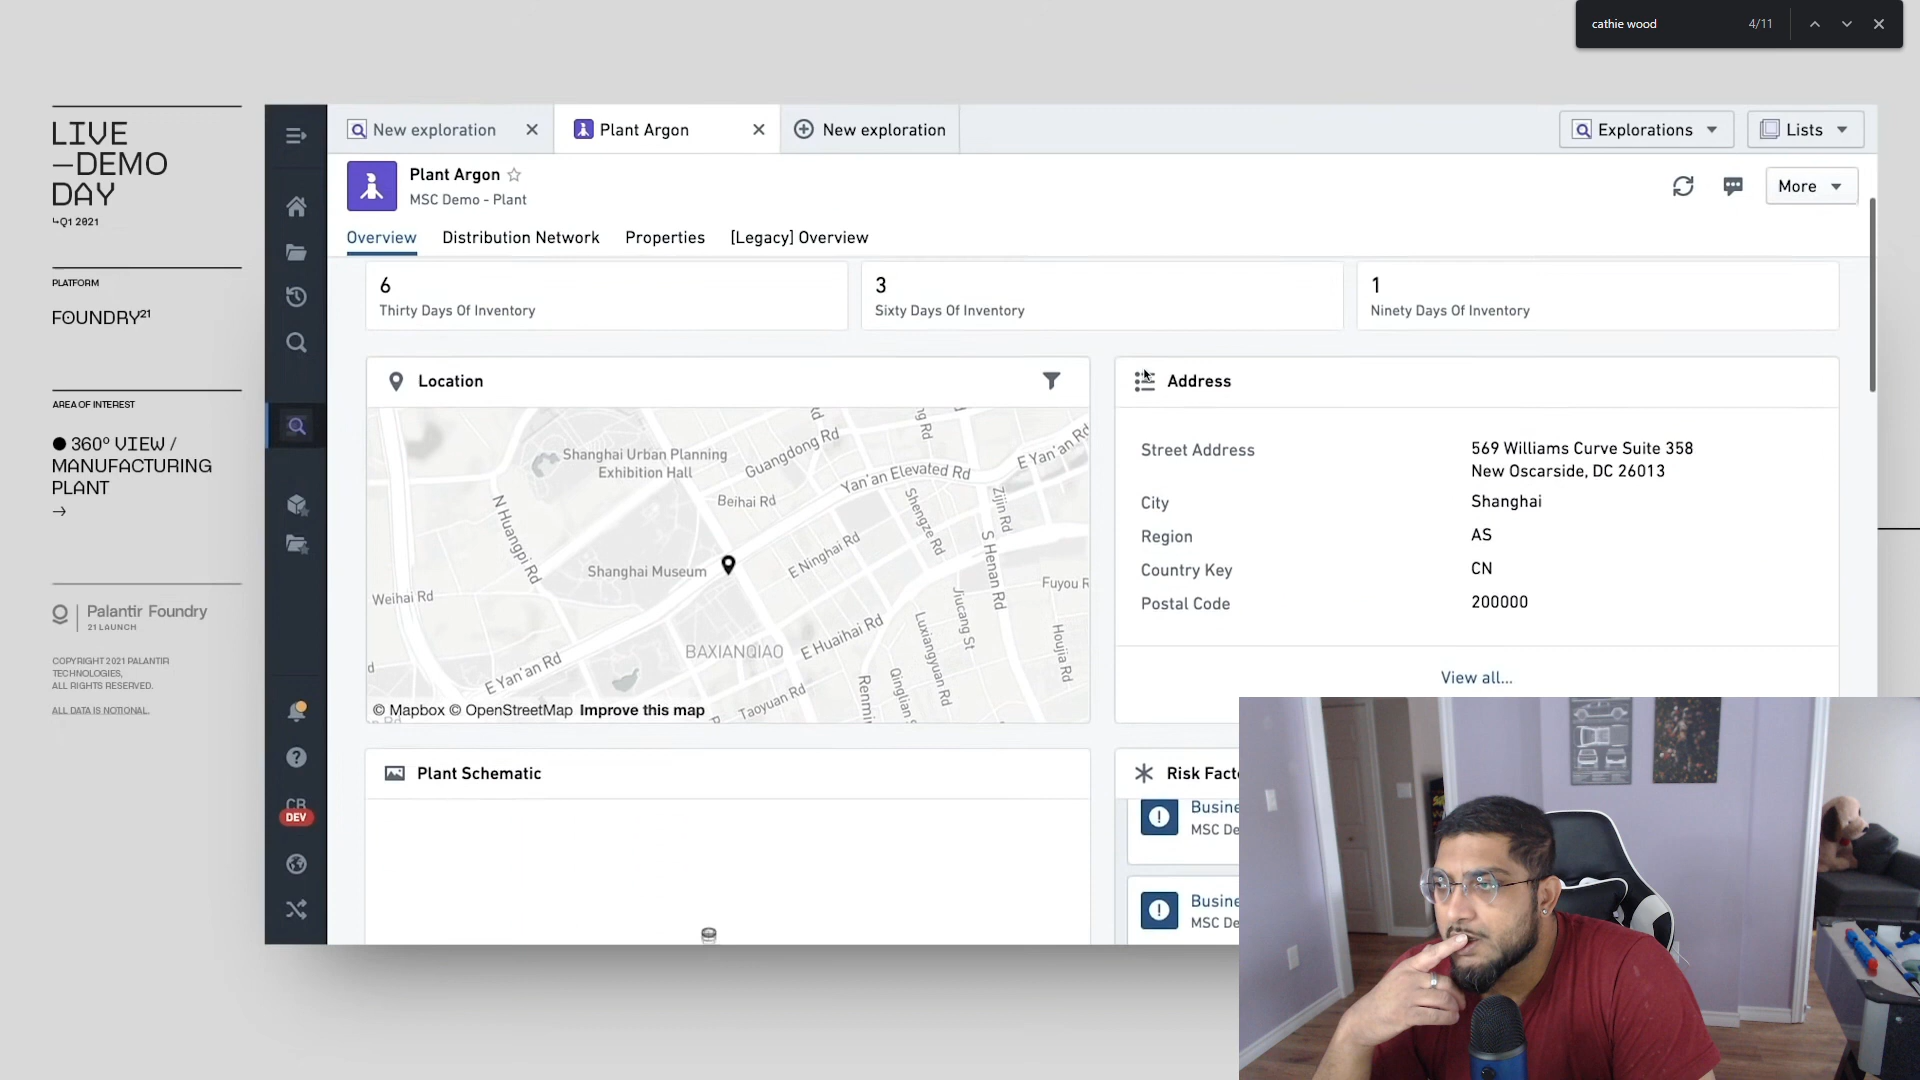 cathie wood
4/11
LIVE
—DEMO
DAY
↳Q1 2021
PLATFORM
FOUNDRY21
AREA OF INTEREST
● 360º VIEW /
MANUFACTURING
PLANT
→
Palantir Foundry
21 LAUNCH
COPYRIGHT 2021 PALANTIR
TECHNOLOGIES,
ALL RIGHTS RESERVED.
ALL DATA IS NOTIONAL.
CB
DEV
New exploration
Plant Argon
New exploration
Explorations
Lists
Plant Argon
MSC Demo - Plant
More
Overview
Distribution Network
Properties
[Legacy] Overview
6
Thirty Days Of Inventory
3
Sixty Days Of Inventory
1
Ninety Days Of Inventory
Location
Shanghai Urban Planning
Exhibition Hall
Guangdong Rd
Rd
ng Rd
E Yan'an Rd
Yan'an Elevated Rd
Beihai Rd
Zijin Rd
Shengze Rd
N Huangpi Rd
S Henan Rd
E Ninghai Rd
Shanghai Museum
Weihai Rd
Fuyou R
Jiucang St
Luxiangyuan Rd
E Huaihai Rd
Houjia Rd
BAXIANQIAO
E Yan'an Rd
Taoyuan Rd
Renmi
Qinglian
d
© Mapbox © OpenStreetMap Improve this map
Address
Street Address
569 Williams Curve Suite 358
New Oscarside, DC 26013
City
Shanghai
Region
AS
Country Key
CN
Postal Code
200000
View all...
Plant Schematic
Risk Facto
Busine
MSC De
Busine
MSC De